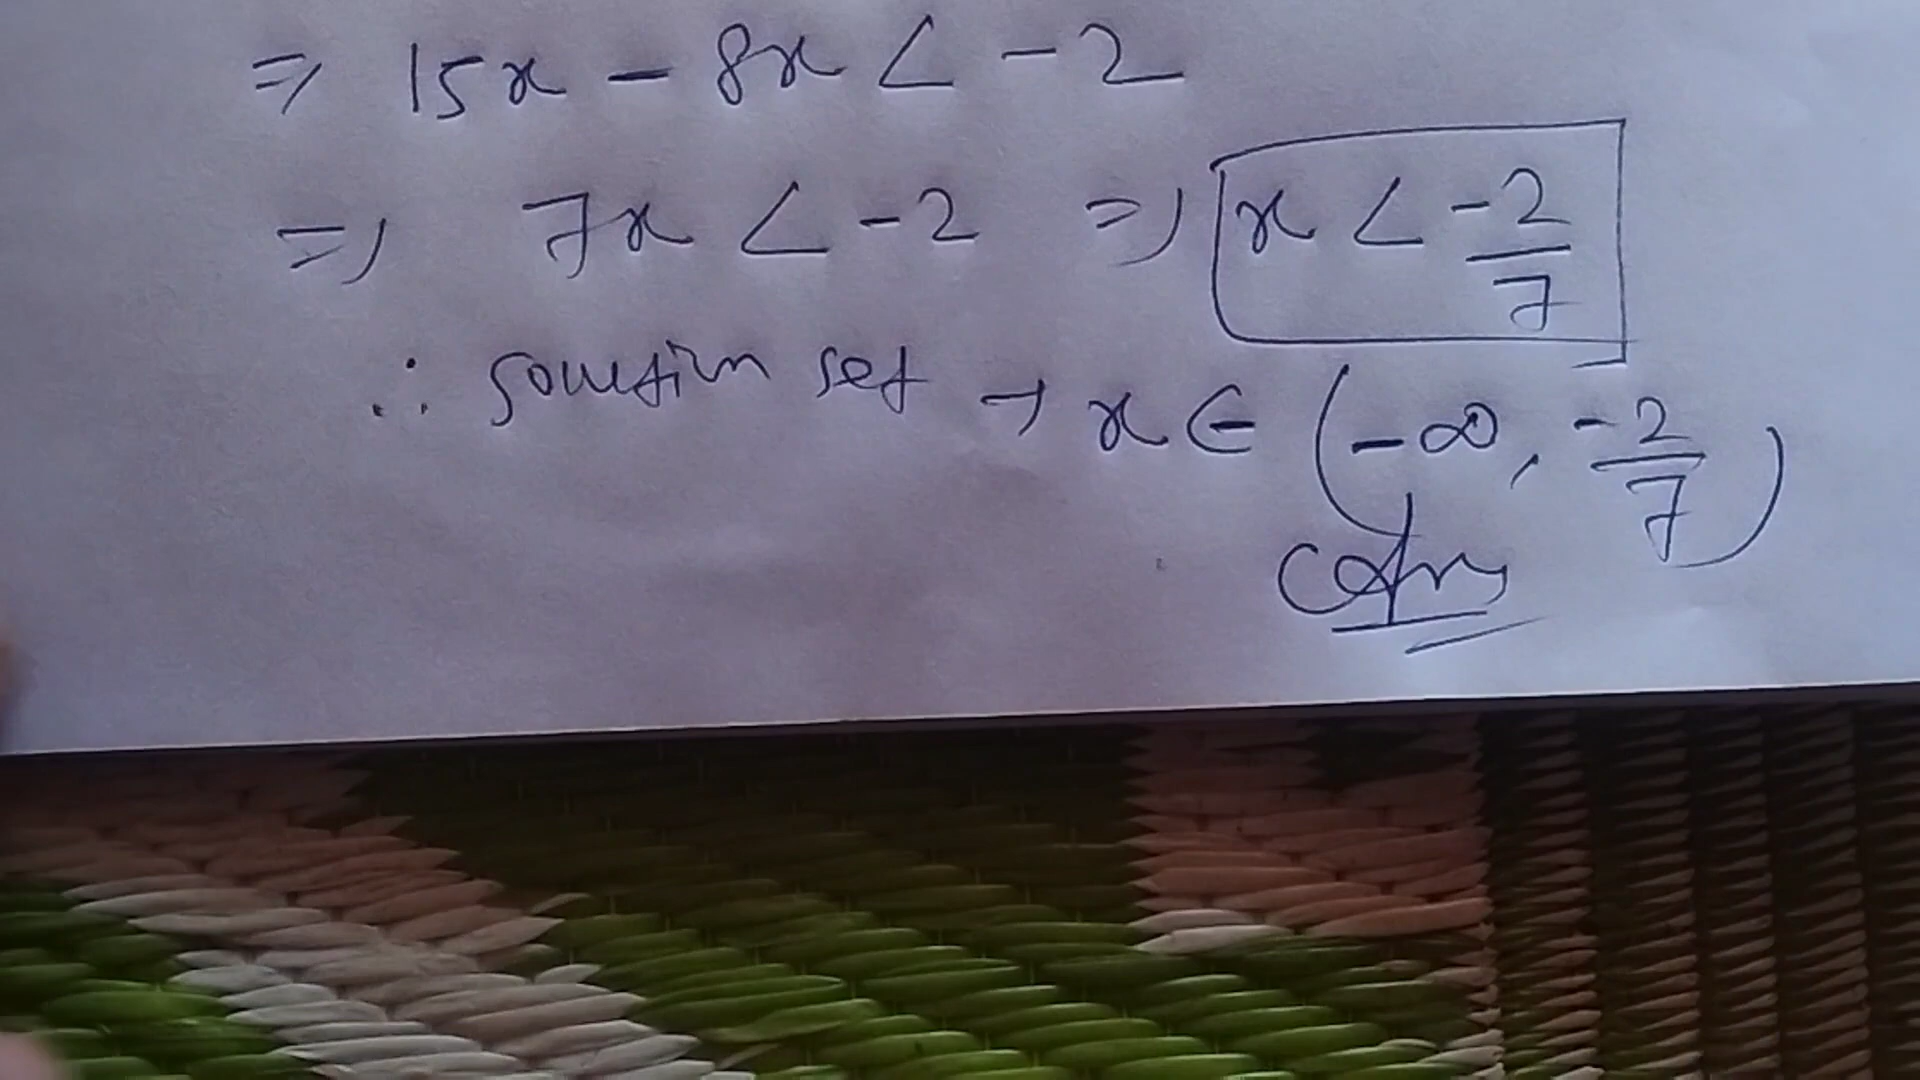 ⇒ 15x - 8x < -2
⇒ 7x < -2 ⇒ x < -2/7
∴ solution set → x ∈ (-∞, -2/7)
Ans